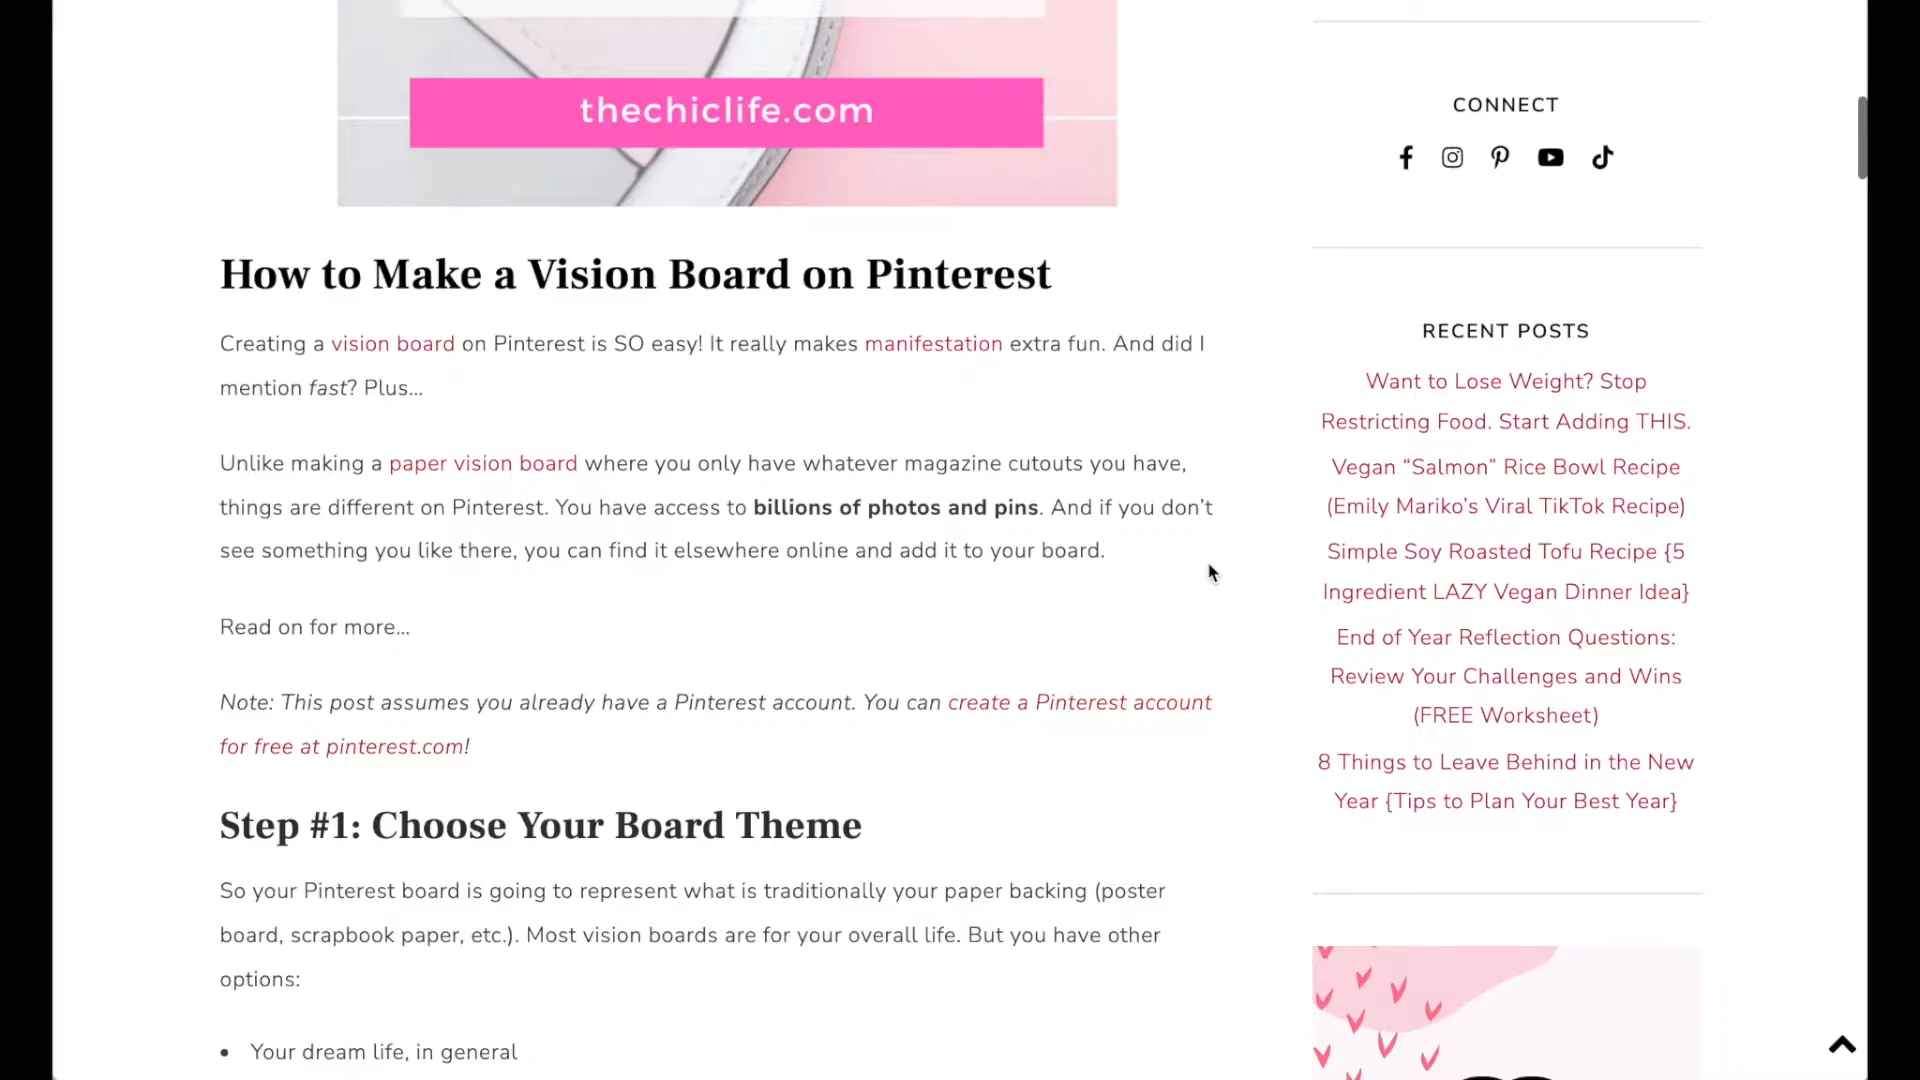 thechiclife.com
How to Make a Vision Board on Pinterest
Creating a vision board on Pinterest is SO easy! It really makes manifestation extra fun. And did I
mention fast? Plus…
Unlike making a paper vision board where you only have whatever magazine cutouts you have,
things are different on Pinterest. You have access to billions of photos and pins. And if you don’t
see something you like there, you can find it elsewhere online and add it to your board.
Read on for more…
Note: This post assumes you already have a Pinterest account. You can create a Pinterest account
for free at pinterest.com!
Step #1: Choose Your Board Theme
So your Pinterest board is going to represent what is traditionally your paper backing (poster
board, scrapbook paper, etc.). Most vision boards are for your overall life. But you have other
options:
• Your dream life, in general
CONNECT
RECENT POSTS
Want to Lose Weight? Stop
Restricting Food. Start Adding THIS.
Vegan “Salmon” Rice Bowl Recipe
(Emily Mariko’s Viral TikTok Recipe)
Simple Soy Roasted Tofu Recipe {5
Ingredient LAZY Vegan Dinner Idea}
End of Year Reflection Questions:
Review Your Challenges and Wins
(FREE Worksheet)
8 Things to Leave Behind in the New
Year {Tips to Plan Your Best Year}